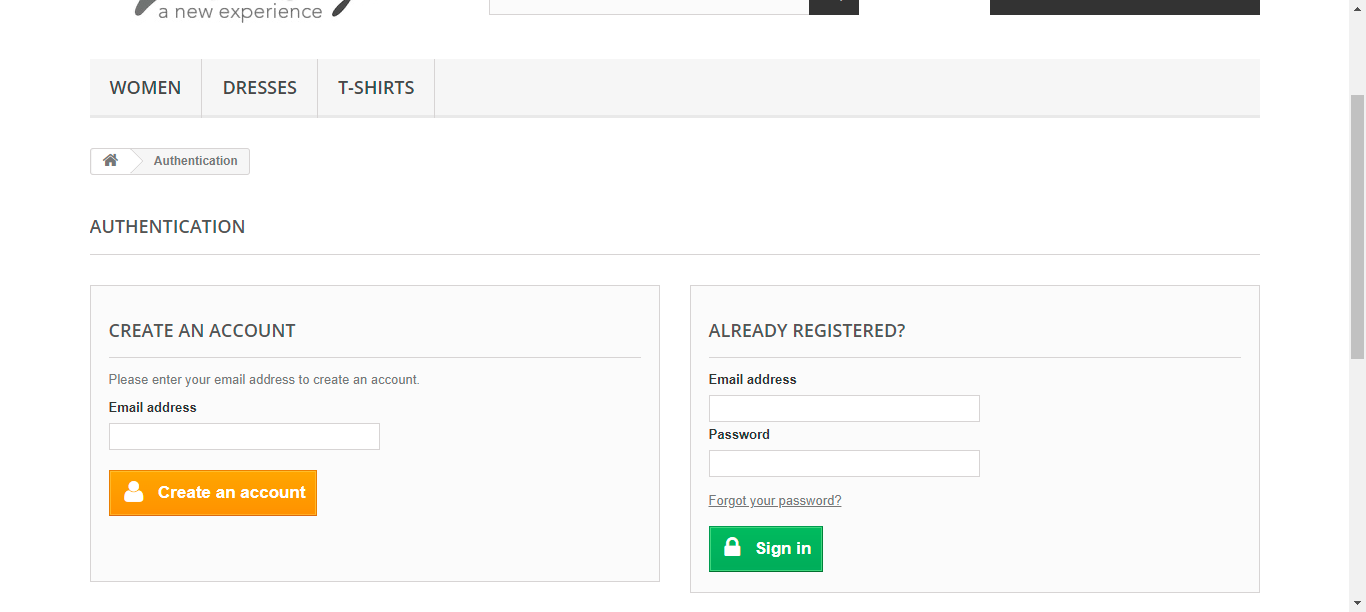 a new experience
WOMEN
DRESSES
T-SHIRTS
Authentication
AUTHENTICATION
CREATE AN ACCOUNT
Please enter your email address to create an account.
Email address
Create an account
ALREADY REGISTERED?
Email address
Password
Forgot your password?
Sign in